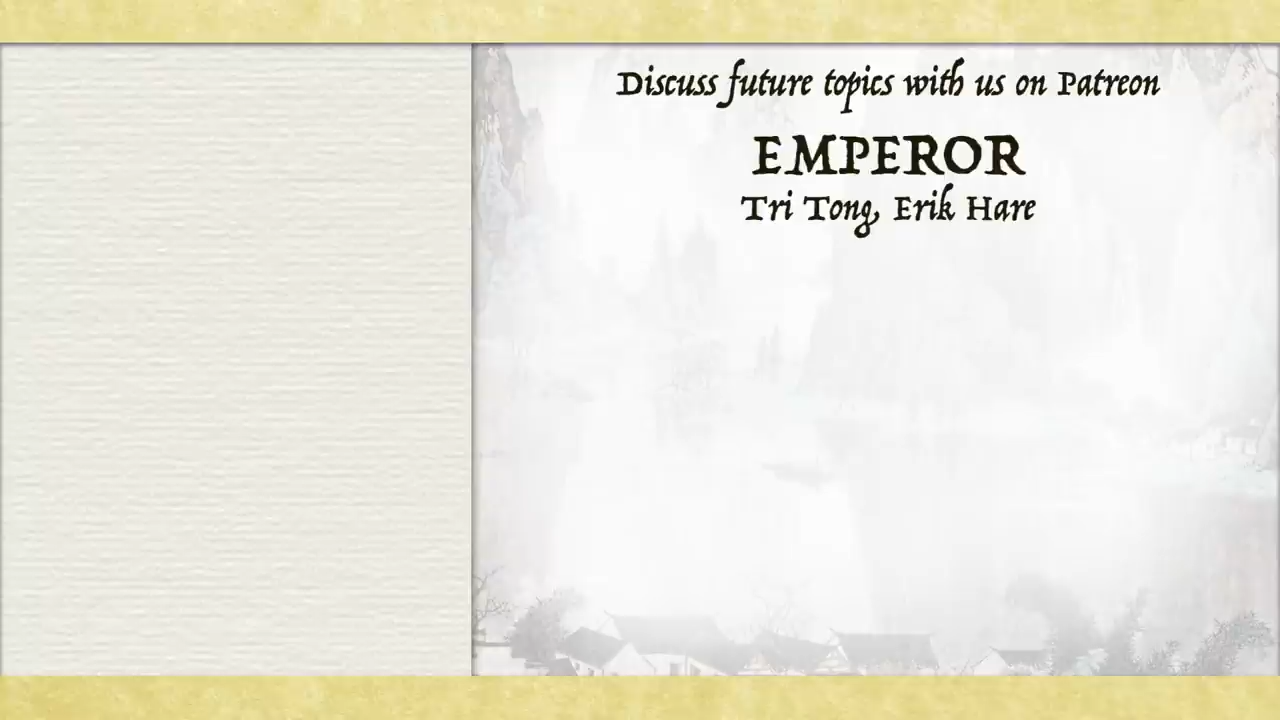 Discuss future topics with us on Patreon
EMPEROR
Tri Tong, Erik Hare